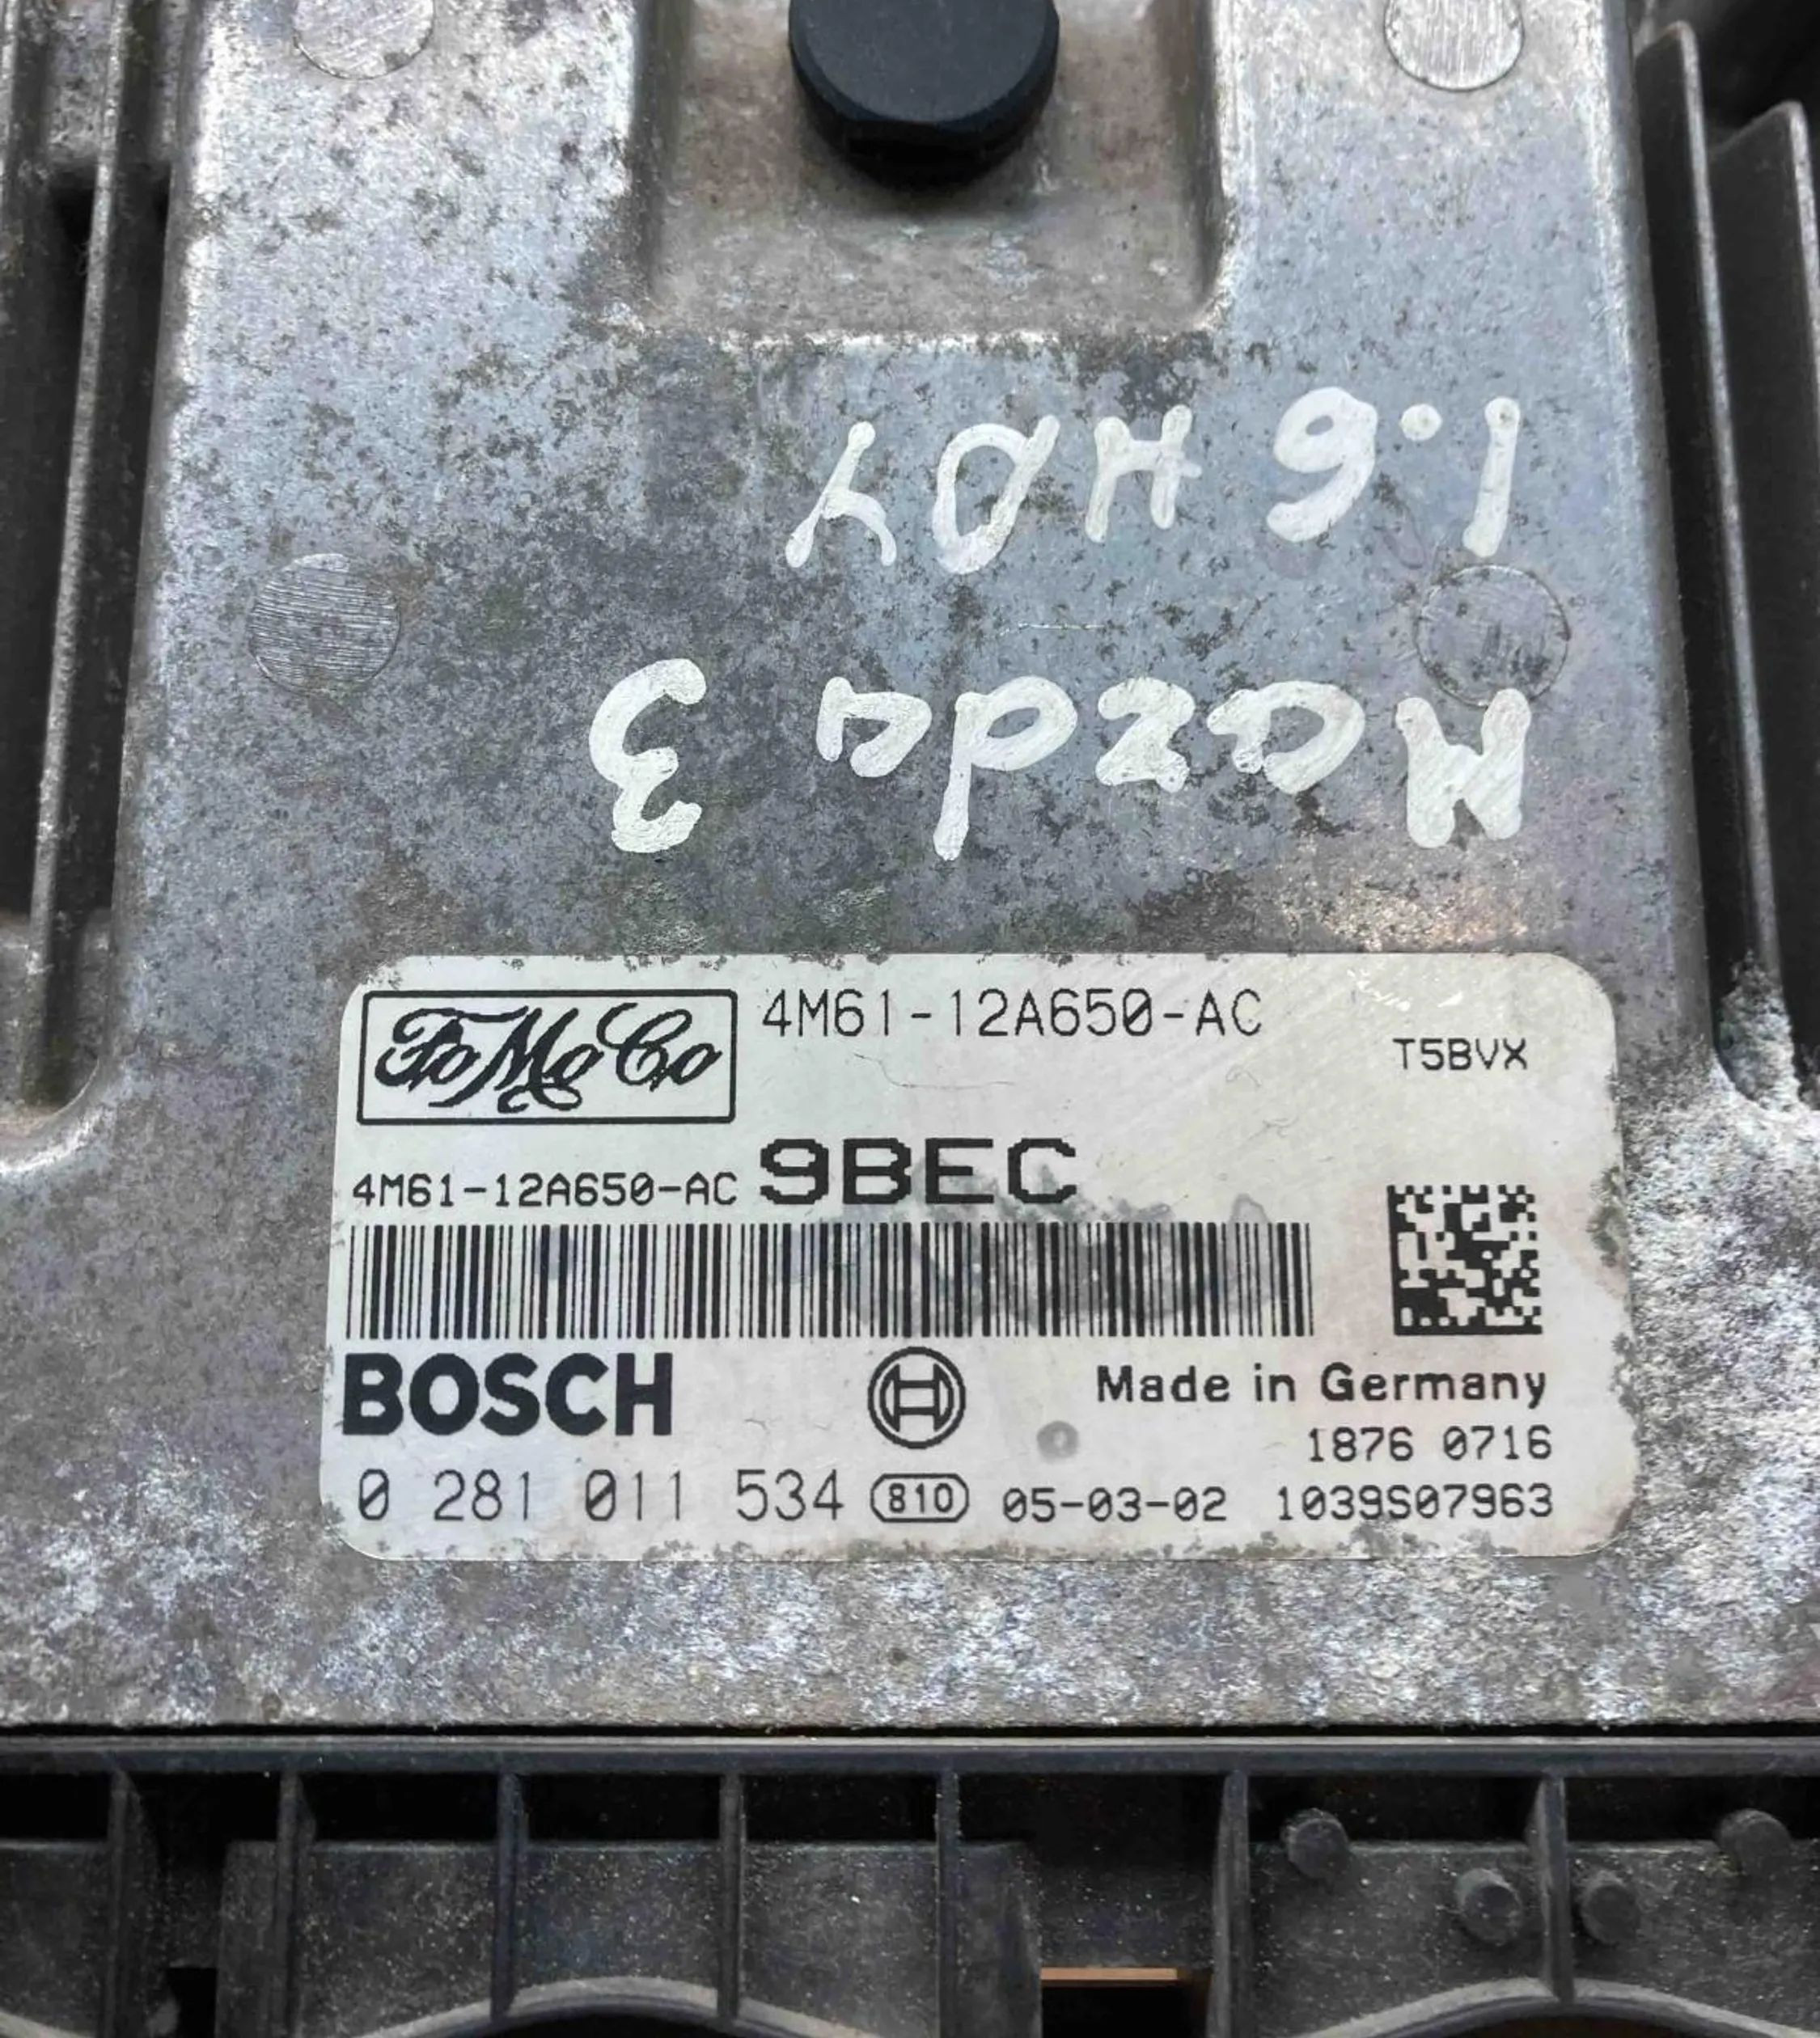 1.6 HDY
Mazda 3
FoMoCo
4M61-12A650-AC
T5BVX
4M61-12A650-AC 9BEC
BOSCH
Made in Germany
1876 0716
0 281 011 534 810 05-03-02 1039S07963